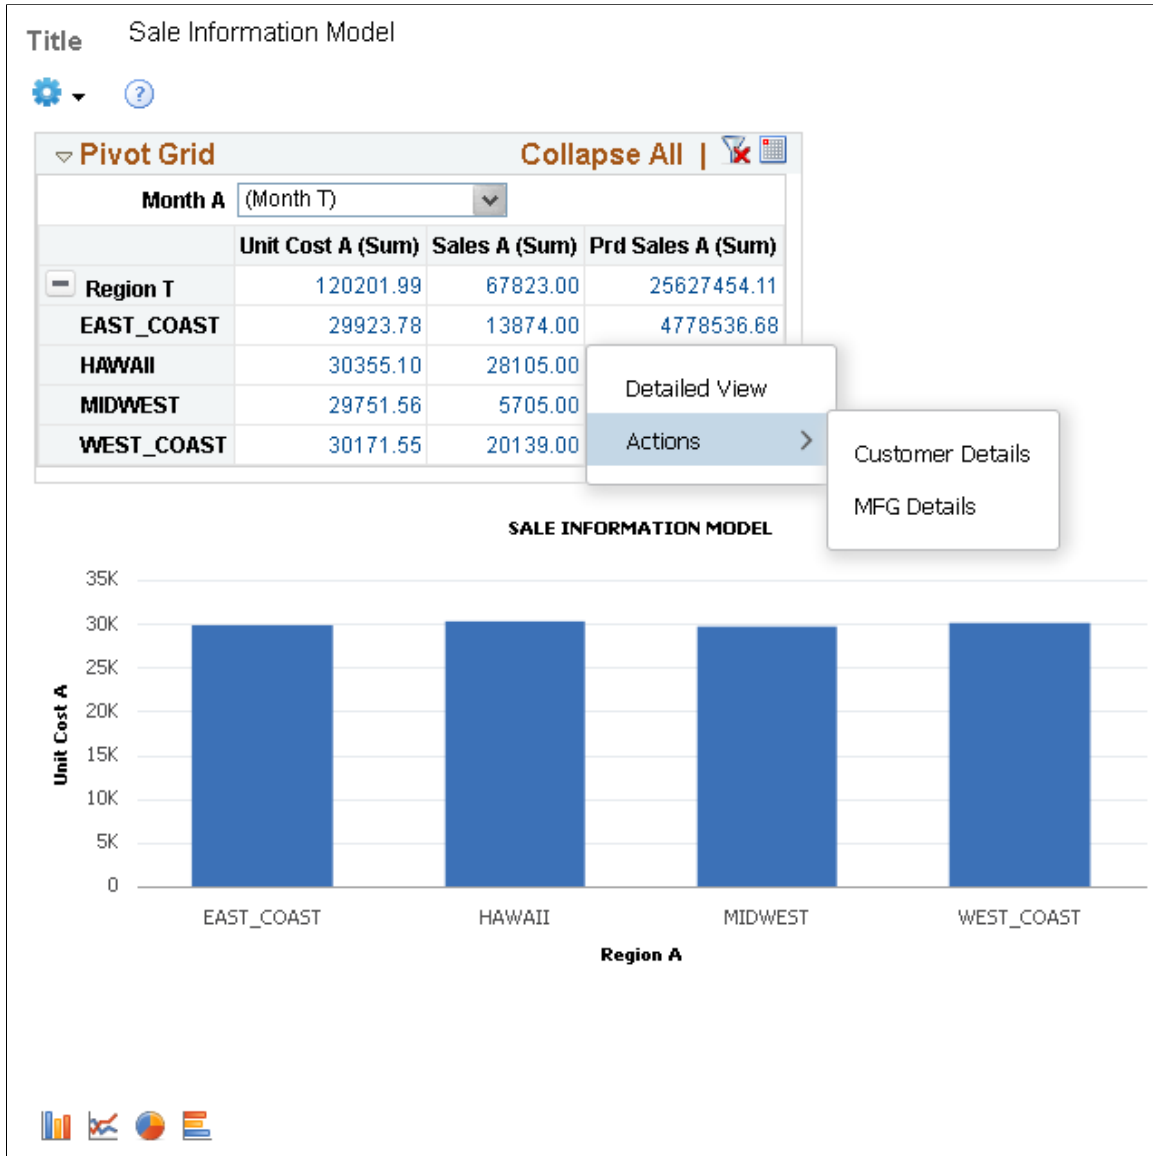 Title Sale Information Model
?
Pivot Grid Collapse All |
Month A (Month T)
Unit Cost A (Sum) Sales A (Sum) Prd Sales A (Sum)
Region T 120201.99 67823.00 25627454.11
EAST_COAST 29923.78 13874.00 4778536.68
HAWAII 30355.10 28105.00
MIDWEST 29751.56 5705.00
WEST_COAST 30171.55 20139.00
Detailed View
Actions
Customer Details
MFG Details
SALE INFORMATION MODEL
35K
30K
25K
20K
15K
10K
5K
0
Unit Cost A
EAST_COAST HAWAII MIDWEST WEST_COAST
Region A